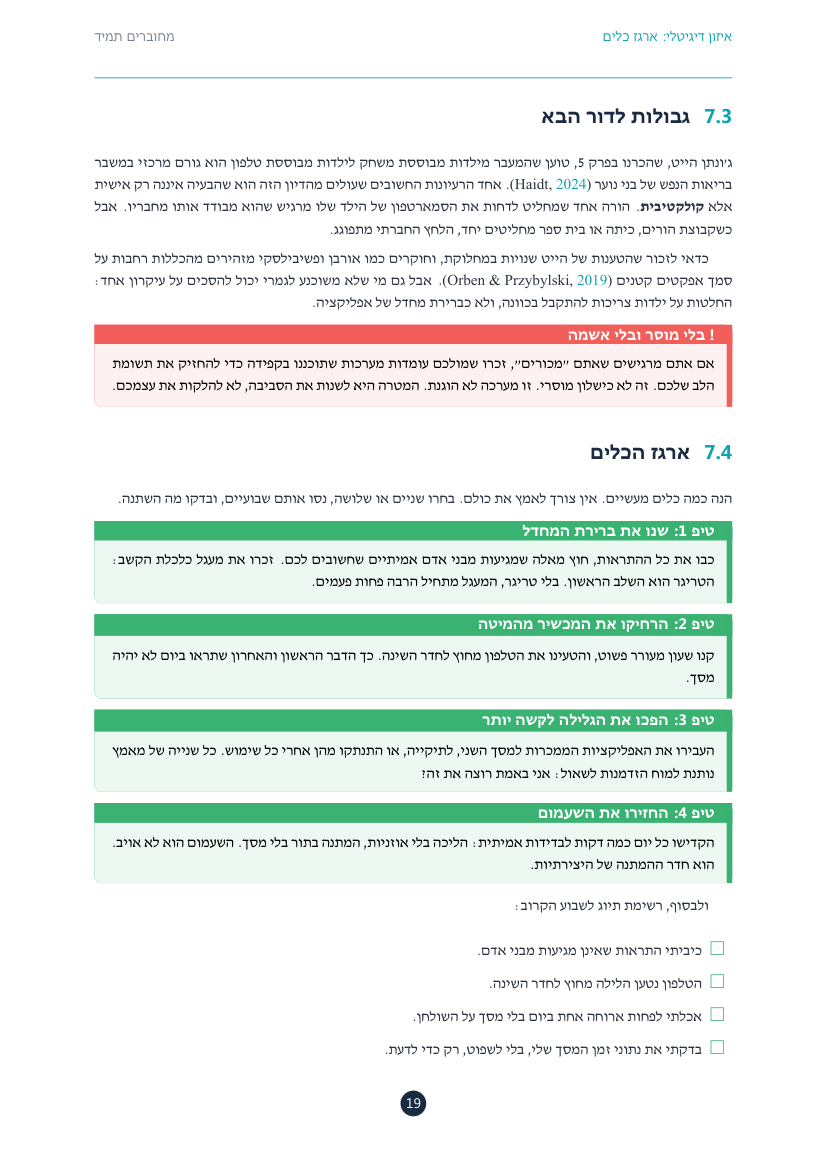 איזון דיגיטלי: ארגז כלים
מחוברים תמיד
7.3 גבולות לדור הבא
ג׳ונתן הייט, שהכרנו בפרק 5, טוען שהמעבר מילדות מבוססת משחק לילדות מבוססת טלפון הוא גורם מרכזי במשבר
בריאות הנפש של בני נוער (Haidt, 2024). אחד הרעיונות החשובים שעולים מהדיון הזה הוא שהבעיה איננה רק אישית
אלא קולקטיבית. הורה אחד שמחליט לדחות את הסמארטפון של הילד שלו מרגיש שהוא מבודד אותו מחבריו. אבל
כשקבוצת הורים, כיתה או בית ספר מחליטים יחד, הלחץ החברתי מתפוגג.
כדאי לזכור שהטענות של הייט שנויות במחלוקת, וחוקרים כמו אורבן ופשיבילסקי מזהירים מהכללות רחבות על
סמך אפקטים קטנים (Orben & Przybylski, 2019). אבל גם מי שלא משוכנע לגמרי יכול להסכים על עיקרון אחד:
החלטות על ילדות צריכות להתקבל בכוונה, ולא כברירת מחדל של אפליקציה.
! בלי מוסר ובלי אשמה
אם אתם מרגישים שאתם ״מכורים״, זכרו שמולכם עומדות מערכות שתוכננו בקפידה כדי להחזיק את תשומת
הלב שלכם. זה לא כישלון מוסרי. זו מערכה לא הוגנת. המטרה היא לשנות את הסביבה, לא להלקות את עצמכם.
7.4 ארגז הכלים
הנה כמה כלים מעשיים. אין צורך לאמץ את כולם. בחרו שניים או שלושה, נסו אותם שבועיים, ובדקו מה השתנה.
טיפ 1: שנו את ברירת המחדל
כבו את כל ההתראות, חוץ מאלה שמגיעות מבני אדם אמיתיים שחשובים לכם. זכרו את מעגל כלכלת הקשב:
הטריגר הוא השלב הראשון. בלי טריגר, המעגל מתחיל הרבה פחות פעמים.
טיפ 2: הרחיקו את המכשיר מהמיטה
קנו שעון מעורר פשוט, והטעינו את הטלפון מחוץ לחדר השינה. כך הדבר הראשון והאחרון שתראו ביום לא יהיה
מסך.
טיפ 3: הפכו את הגלילה לקשה יותר
העבירו את האפליקציות הממכרות למסך השני, לתיקייה, או התנתקו מהן אחרי כל שימוש. כל שנייה של מאמץ
נותנת למוח הזדמנות לשאול: אני באמת רוצה את זה?
טיפ 4: החזירו את השעמום
הקדישו כל יום כמה דקות לבדידות אמיתית: הליכה בלי אוזניות, המתנה בתור בלי מסך. השעמום הוא לא אויב.
הוא חדר ההמתנה של היצירתיות.
ולבסוף, רשימת תיוג לשבוע הקרוב:
כיביתי התראות שאינן מגיעות מבני אדם.
הטלפון נטען הלילה מחוץ לחדר השינה.
אכלתי לפחות ארוחה אחת ביום בלי מסך על השולחן.
בדקתי את נתוני זמן המסך שלי, בלי לשפוט, רק כדי לדעת.
19